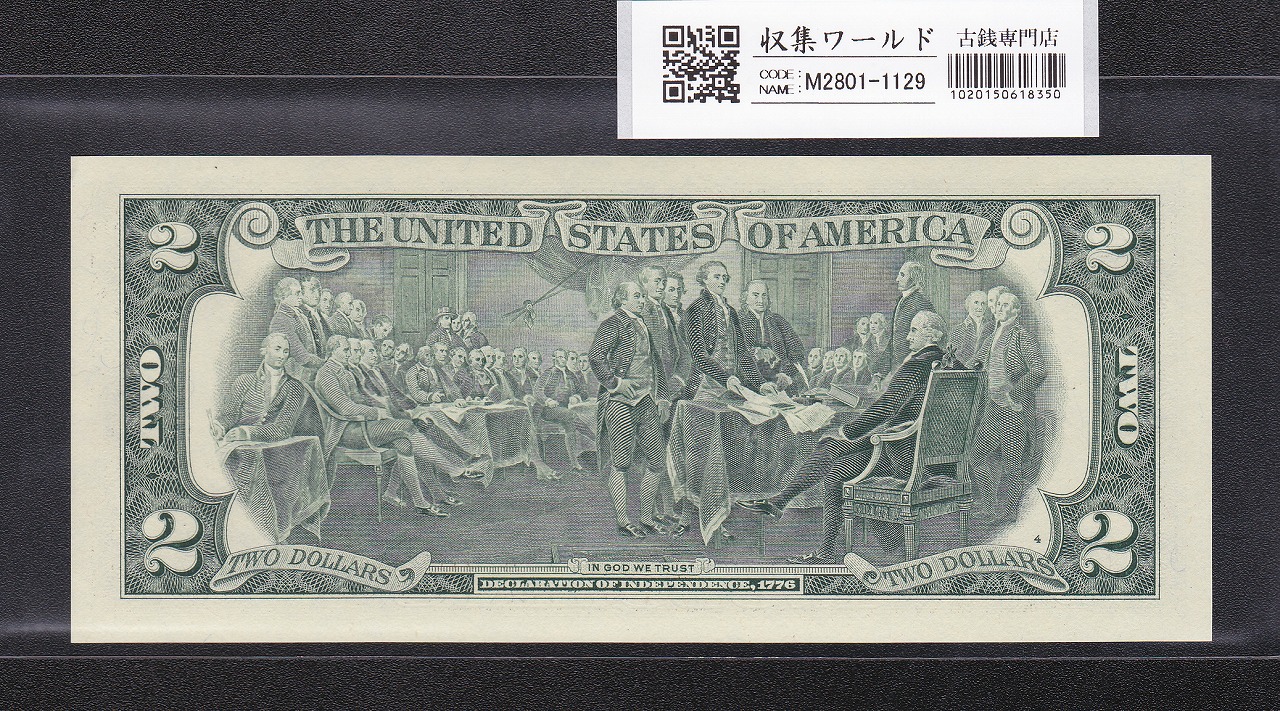 収集ワールド 古銭専門店
CODE:
NAME: M2801-1129
1020150618350
2 THE UNITED STATES OF AMERICA 2
TWO TWO
2 2
4
TWO DOLLARS TWO DOLLARS
IN GOD WE TRUST
DECLARATION OF INDEPENDENCE, 1776